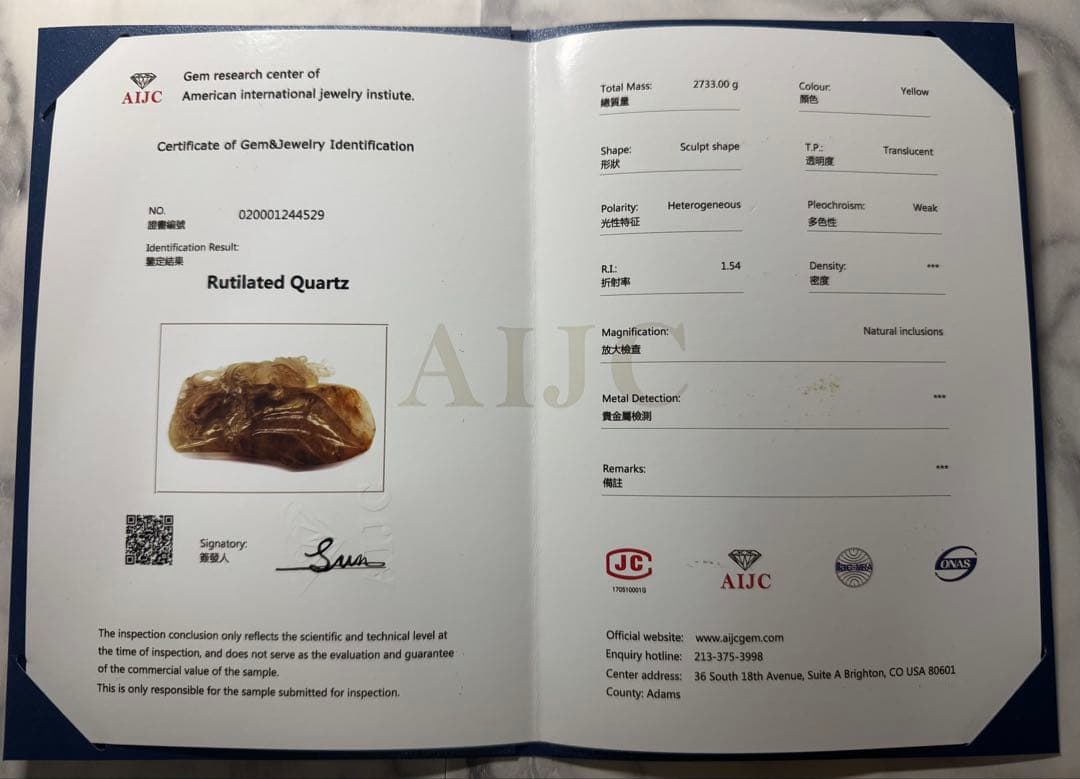 AIJC
Gem research center of
American international jewelry instiute.
Certificate of Gem&Jewelry Identification
NO. 020001244529
證書編號
Identification Result:
鑒定結果
Rutilated Quartz
Signatory:
簽發人
Sun
The inspection conclusion only reflects the scientific and technical level at
the time of inspection, and does not serve as the evaluation and guarantee
of the commercial value of the sample.
This is only responsible for the sample submitted for inspection.
AIJC
Total Mass: 2733.00 g
總質量
Colour: Yellow
顏色
Shape: Sculpt shape
形狀
T.P.: Translucent
透明度
Polarity: Heterogeneous
光性特征
Pleochroism: Weak
多色性
R.I.: 1.54
折射率
Density: ***
密度
Magnification: Natural inclusions
放大檢查
Metal Detection: ***
貴金屬檢測
Remarks: ***
備註
JC
AIJC
ONAS
Official website: www.aijcgem.com
Enquiry hotline: 213-375-3998
Center address: 36 South 18th Avenue, Suite A Brighton, CO USA 80601
County: Adams